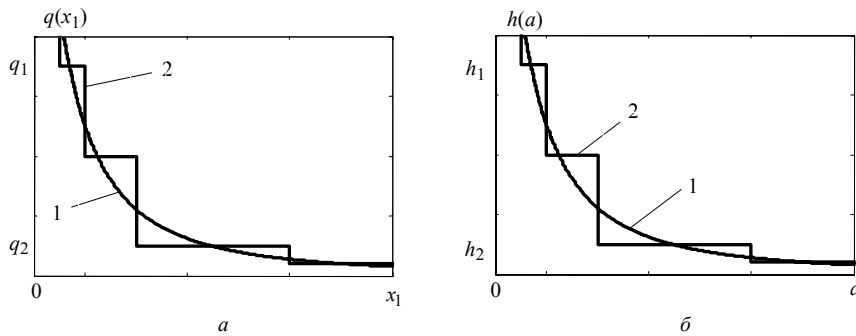 q(x₁)
q₁
2
1
q₂
0
x₁
а
h(a)
h₁
2
1
h₂
0
a
б